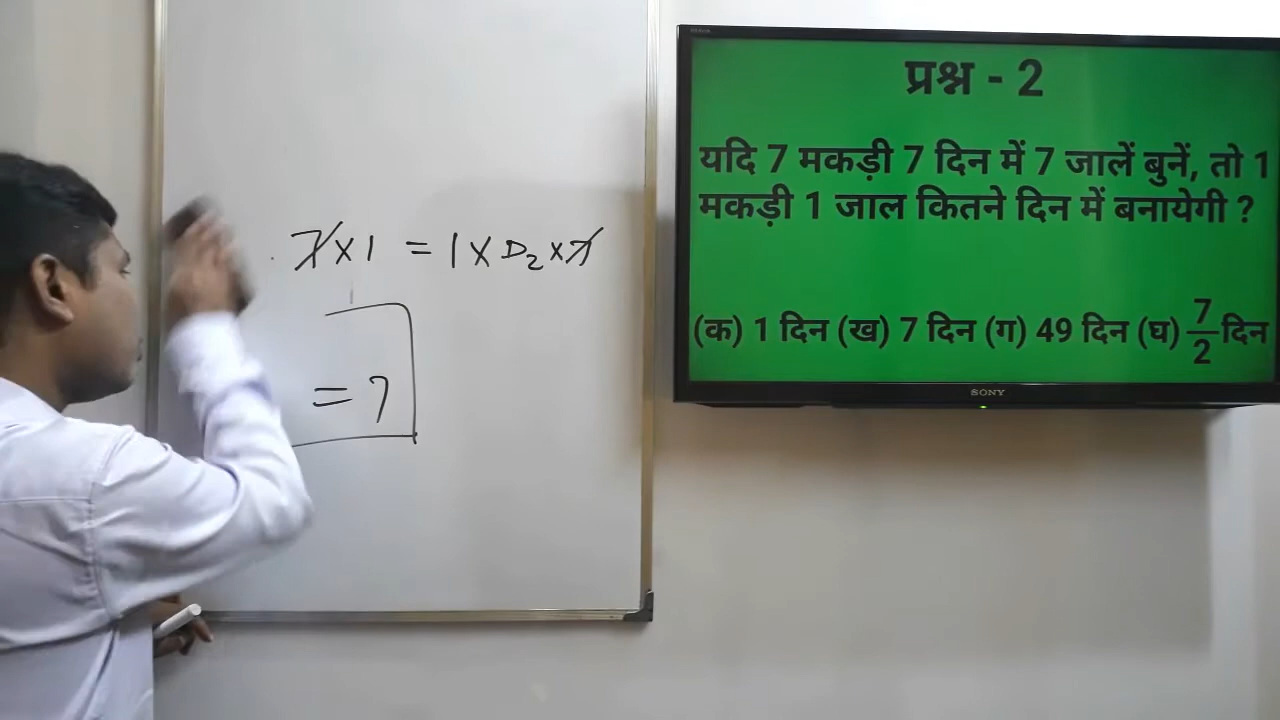 प्रश्न - 2
यदि 7 मकड़ी 7 दिन में 7 जालें बुनें, तो 1
मकड़ी 1 जाल कितने दिन में बनायेगी ?
(क) 1 दिन (ख) 7 दिन (ग) 49 दिन (घ) 7/2 दिन
SONY
7 X 1 = 1 X D₂ X 7
= 7